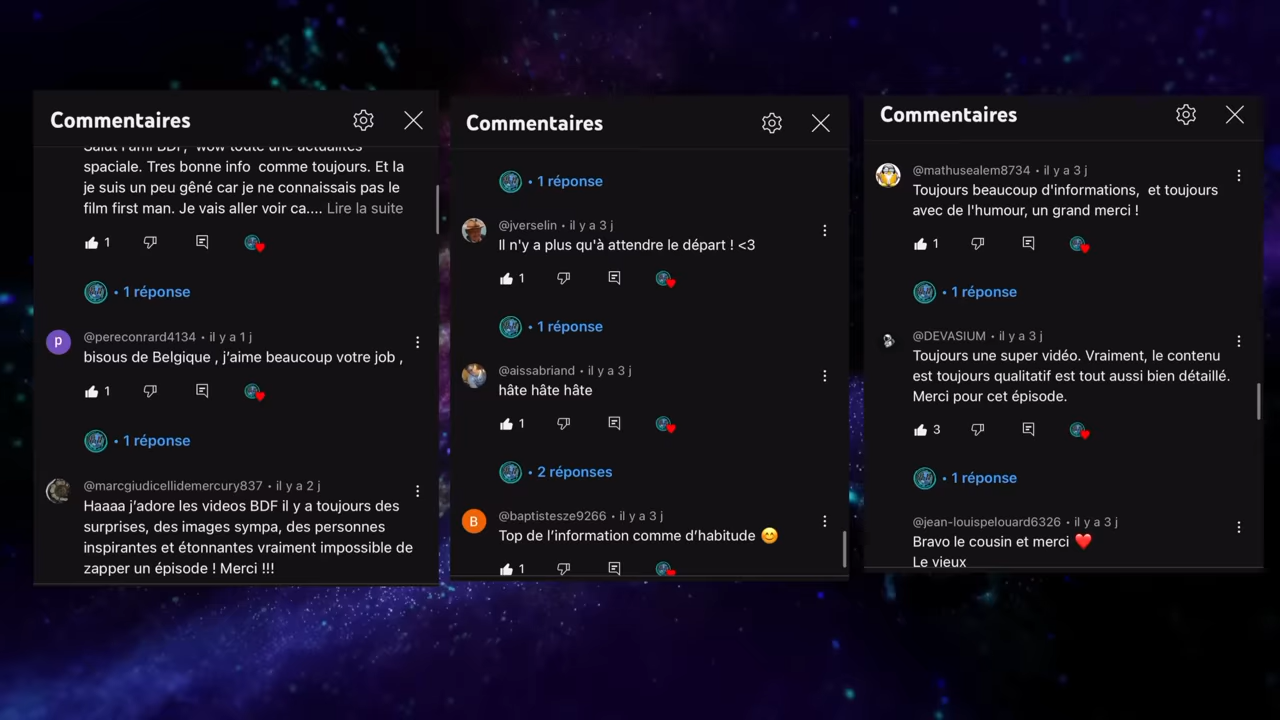 Commentaires
Salut l'ami BDF, wow toute une actualités
spaciale. Tres bonne info comme toujours. Et la
je suis un peu gêné car je ne connaissais pas le
film first man. Je vais aller voir ca.... Lire la suite
1
• 1 réponse
P
@pereconrard4134 • il y a 1 j
bisous de Belgique , j’aime beaucoup votre job ,
1
• 1 réponse
@marcgiudicellidemercury837 • il y a 2 j
Haaaa j’adore les videos BDF il y a toujours des
surprises, des images sympa, des personnes
inspirantes et étonnantes vraiment impossible de
zapper un épisode ! Merci !!!
Commentaires
• 1 réponse
@jverselin • il y a 3 j
Il n'y a plus qu'à attendre le départ ! <3
1
• 1 réponse
@aissabriand • il y a 3 j
hâte hâte hâte
1
• 2 réponses
B
@baptistesze9266 • il y a 3 j
Top de l’information comme d’habitude 😊
1
Commentaires
@mathusealem8734 • il y a 3 j
Toujours beaucoup d'informations, et toujours
avec de l'humour, un grand merci !
1
• 1 réponse
@DEVASIUM • il y a 3 j
Toujours une super vidéo. Vraiment, le contenu
est toujours qualitatif est tout aussi bien détaillé.
Merci pour cet épisode.
3
• 1 réponse
@jean-louispelouard6326 • il y a 3 j
Bravo le cousin et merci ❤️
Le vieux